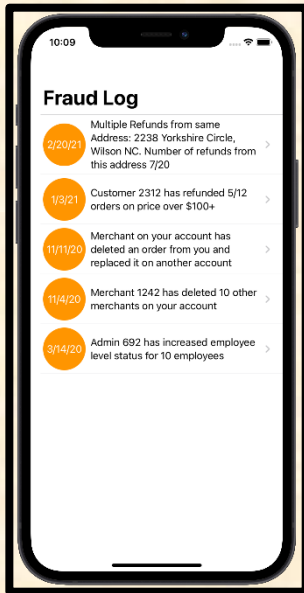 10:09
Fraud Log
2/20/21
Multiple Refunds from same
Address: 2238 Yorkshire Circle,
Wilson NC. Number of refunds from
this address 7/20
1/3/21
Customer 2312 has refunded 5/12
orders on price over $100+
11/11/20
Merchant on your account has
deleted an order from you and
replaced it on another account
11/4/20
Merchant 1242 has deleted 10 other
merchants on your account
3/14/20
Admin 692 has increased employee
level status for 10 employees